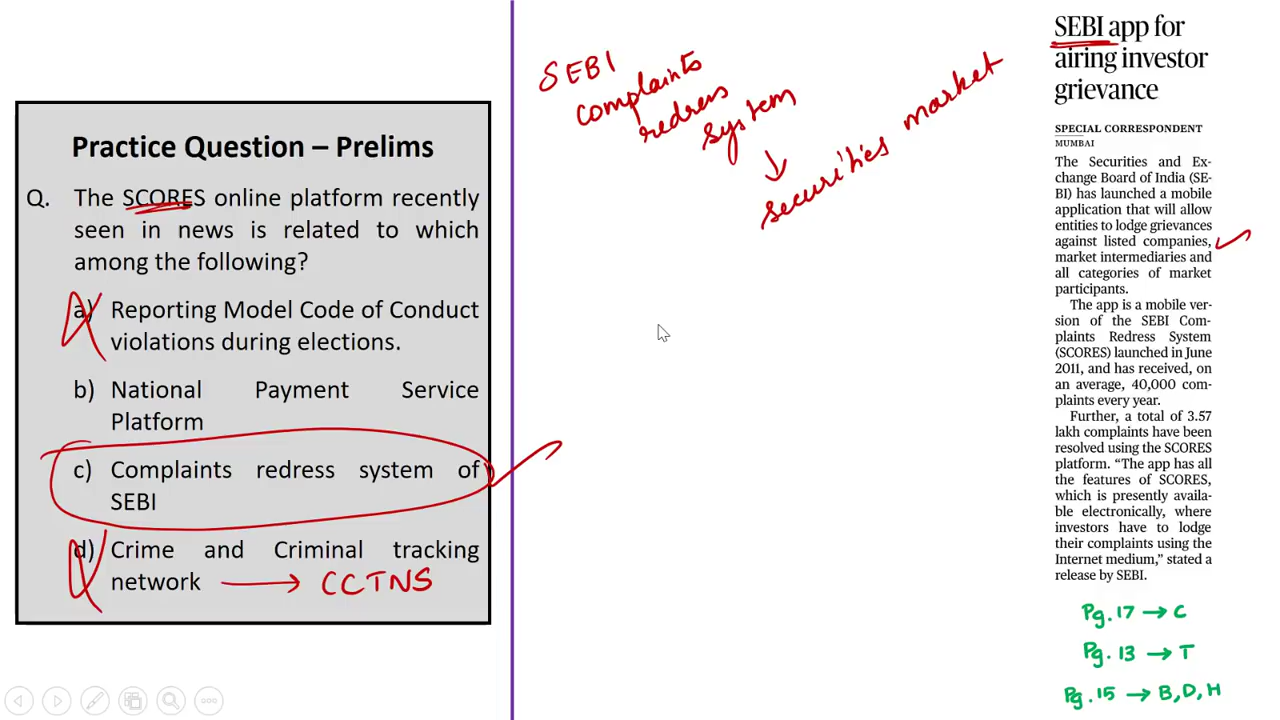 Practice Question – Prelims
Q. The SCORES online platform recently
seen in news is related to which
among the following?
a) Reporting Model Code of Conduct
violations during elections.
b) National Payment Service
Platform
c) Complaints redress system of
SEBI
d) Crime and Criminal tracking
network → CCTNS
SEBI
complaints
redress
system
↓
securities market
SEBI app for
airing investor
grievance
SPECIAL CORRESPONDENT
MUMBAI
The Securities and Ex-
change Board of India (SE-
BI) has launched a mobile
application that will allow
entities to lodge grievances
against listed companies,
market intermediaries and
all categories of market
participants.
The app is a mobile ver-
sion of the SEBI Com-
plaints Redress System
(SCORES) launched in June
2011, and has received, on
an average, 40,000 com-
plaints every year.
Further, a total of 3.57
lakh complaints have been
resolved using the SCORES
platform. “The app has all
the features of SCORES,
which is presently availa-
ble electronically, where
investors have to lodge
their complaints using the
Internet medium,” stated a
release by SEBI.
Pg. 17 → C
Pg. 13 → T
Pg. 15 → B, D, H